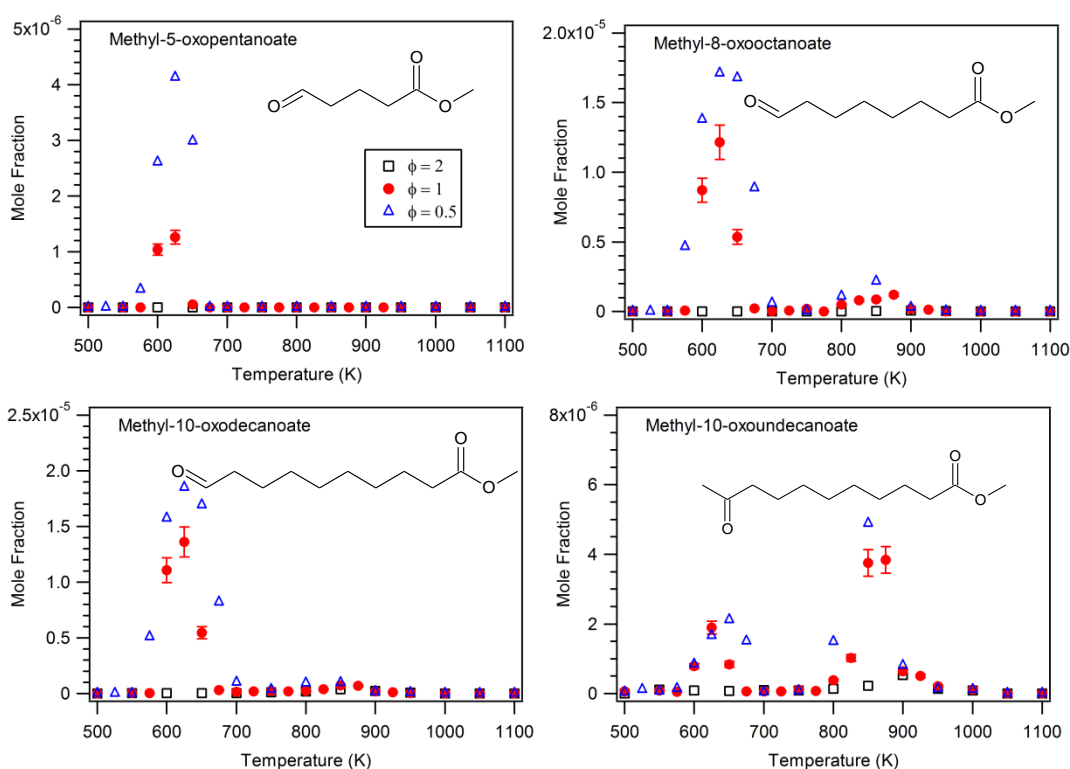 5x10⁻⁶
4
3
2
1
0
Mole Fraction
Methyl-5-oxopentanoate
O
O
O
ϕ = 2
ϕ = 1
ϕ = 0.5
500 600 700 800 900 1000 1100
Temperature (K)
2.0x10⁻⁵
1.5
1.0
0.5
0.0
Mole Fraction
Methyl-8-oxooctanoate
O
O
O
500 600 700 800 900 1000 1100
Temperature (K)
2.5x10⁻⁵
2.0
1.5
1.0
0.5
0.0
Mole Fraction
Methyl-10-oxodecanoate
O
O
O
500 600 700 800 900 1000 1100
Temperature (K)
8x10⁻⁶
6
4
2
0
Mole Fraction
Methyl-10-oxoundecanoate
O
O
O
500 600 700 800 900 1000 1100
Temperature (K)